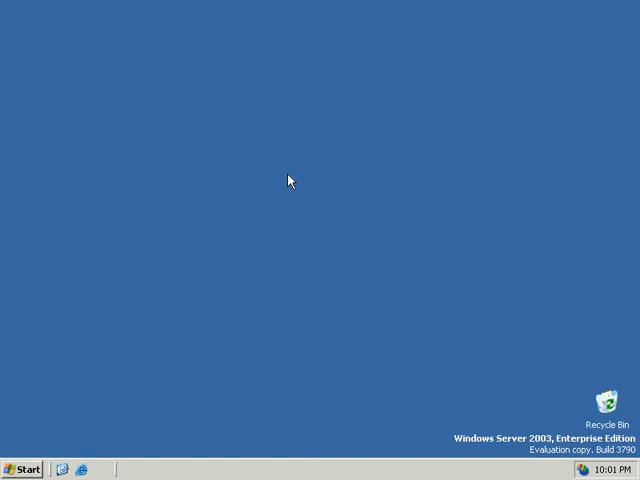 Recycle Bin
Windows Server 2003, Enterprise Edition
Evaluation copy. Build 3790
Start
10:01 PM